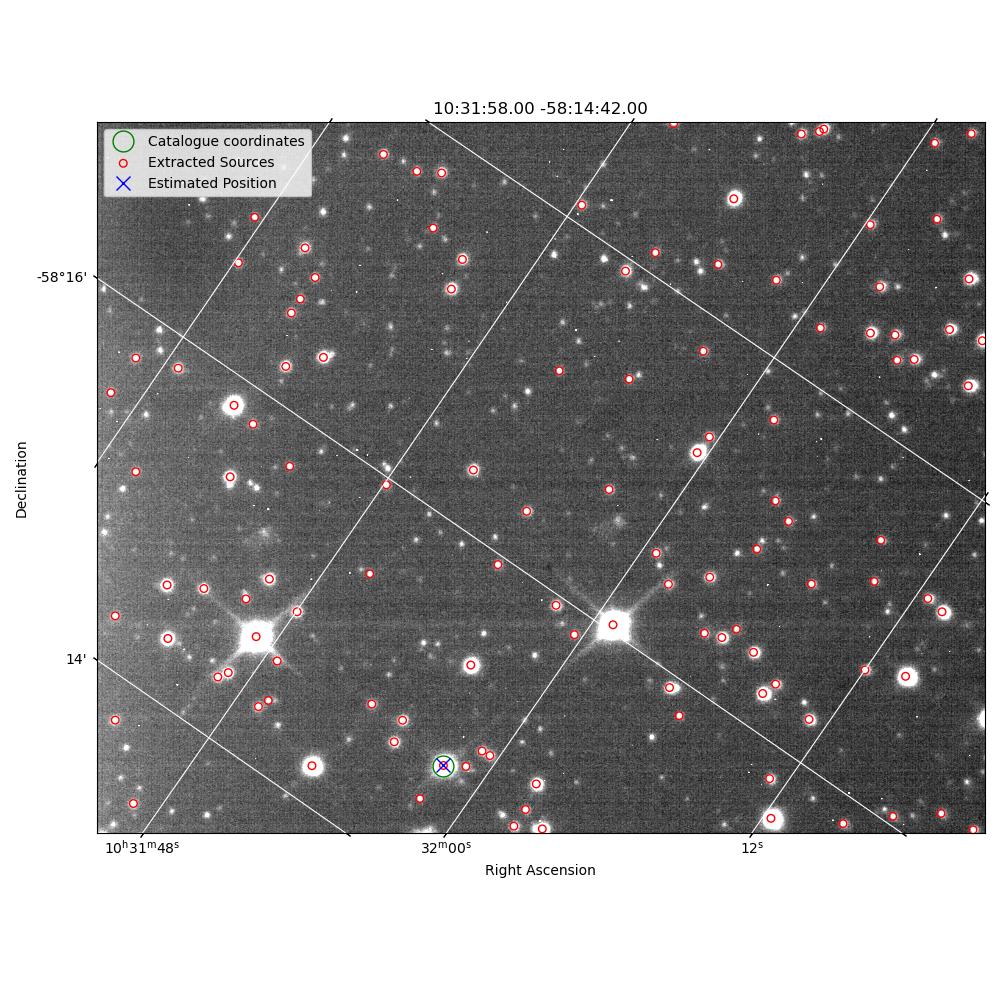 10:31:58.00 -58:14:42.00
Catalogue coordinates
Extracted Sources
Estimated Position
-58°16'
14'
Declination
10ʰ31ᵐ48ˢ
32ᵐ00ˢ
12ˢ
Right Ascension